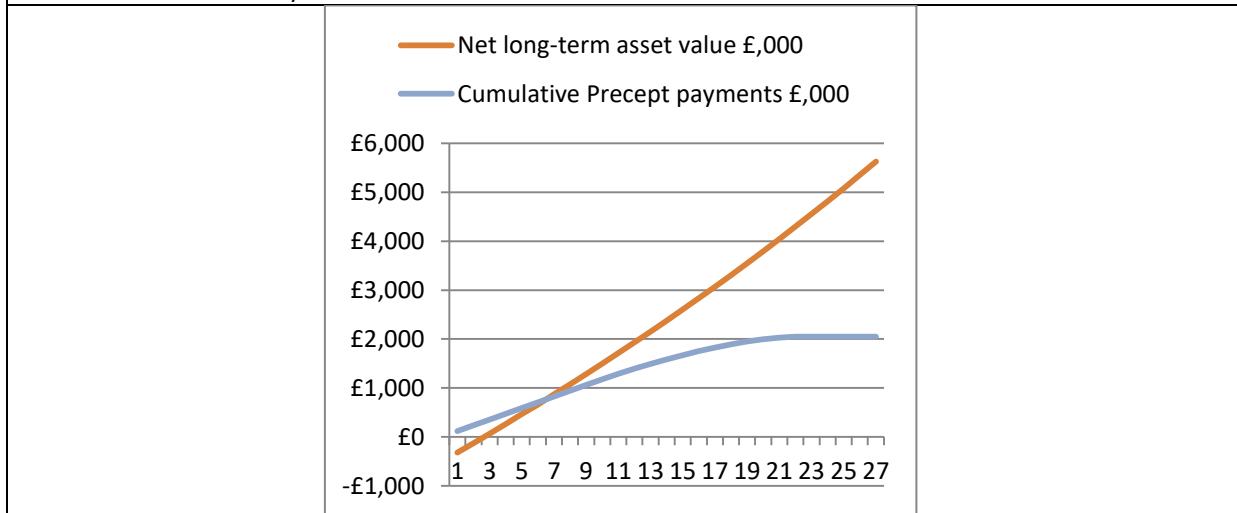 Net long-term asset value £,000
Cumulative Precept payments £,000
£6,000
£5,000
£4,000
£3,000
£2,000
£1,000
£0
1 3 5 7 9 11 13 15 17 19 21 23 25 27
-£1,000